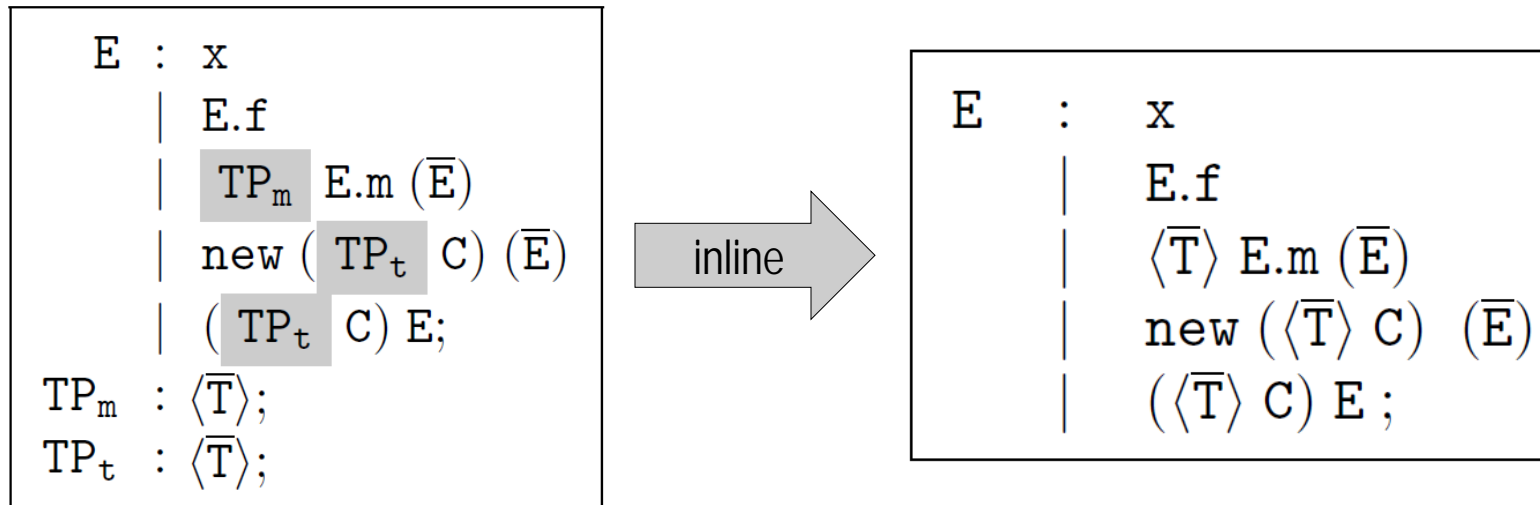 E : x
| E.f
| TPₘ E.m (E̅)
| new ( TPₜ C) (E̅)
| ( TPₜ C) E;
TPₘ : ⟨T̅⟩;
TPₜ : ⟨T̅⟩;
inline
E : x
| E.f
| ⟨T̅⟩ E.m (E̅)
| new (⟨T̅⟩ C) (E̅)
| (⟨T̅⟩ C) E ;